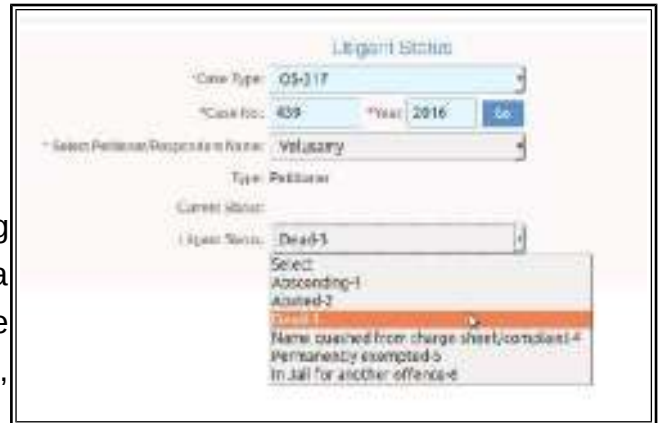 Litigant Status
*Case Type: OS-317
*Case No.: 439 *Year: 2016 Go
* Select Petitioner/Respondent Name: Velusamy
Type: Petitioner
Current Status:
Litigant Status: Dead-3
Select
Absconding-1
Abated-2
Dead-3
Name quashed from charge sheet/complaint-4
Permanently exempted-5
In Jail for another offence-6
g
a
e
,